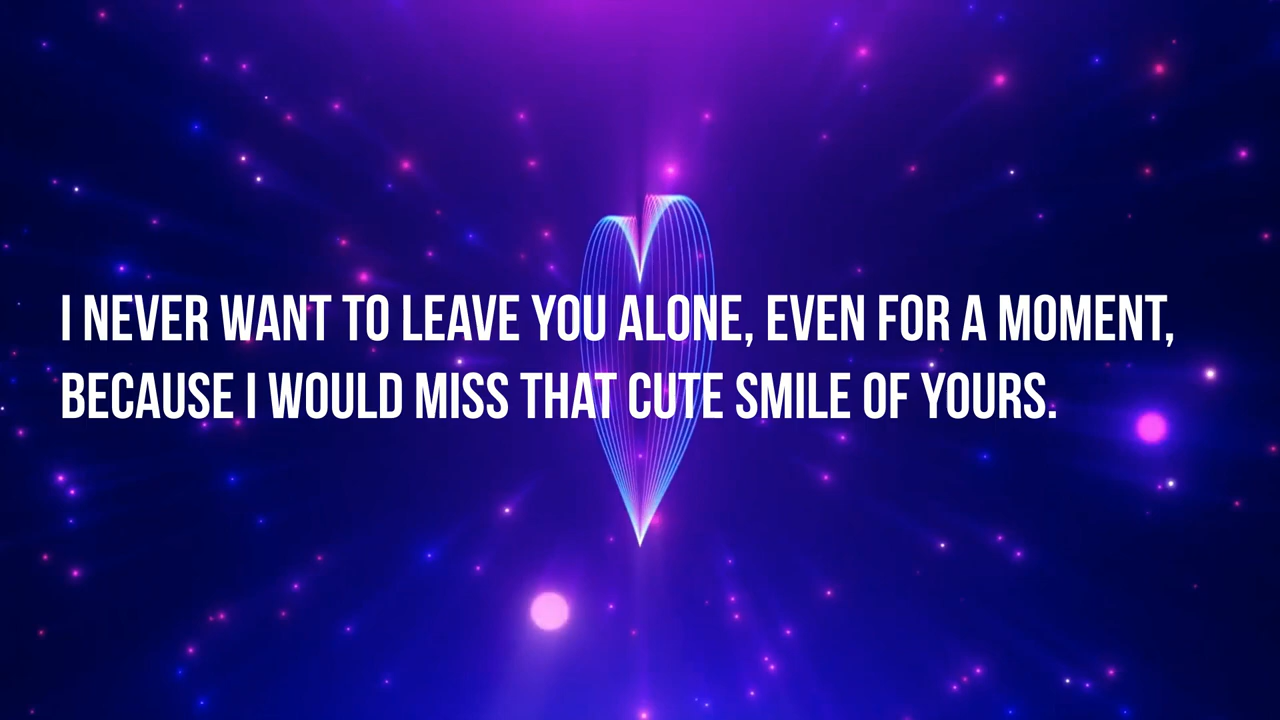 I NEVER WANT TO LEAVE YOU ALONE, EVEN FOR A MOMENT,
BECAUSE I WOULD MISS THAT CUTE SMILE OF YOURS.